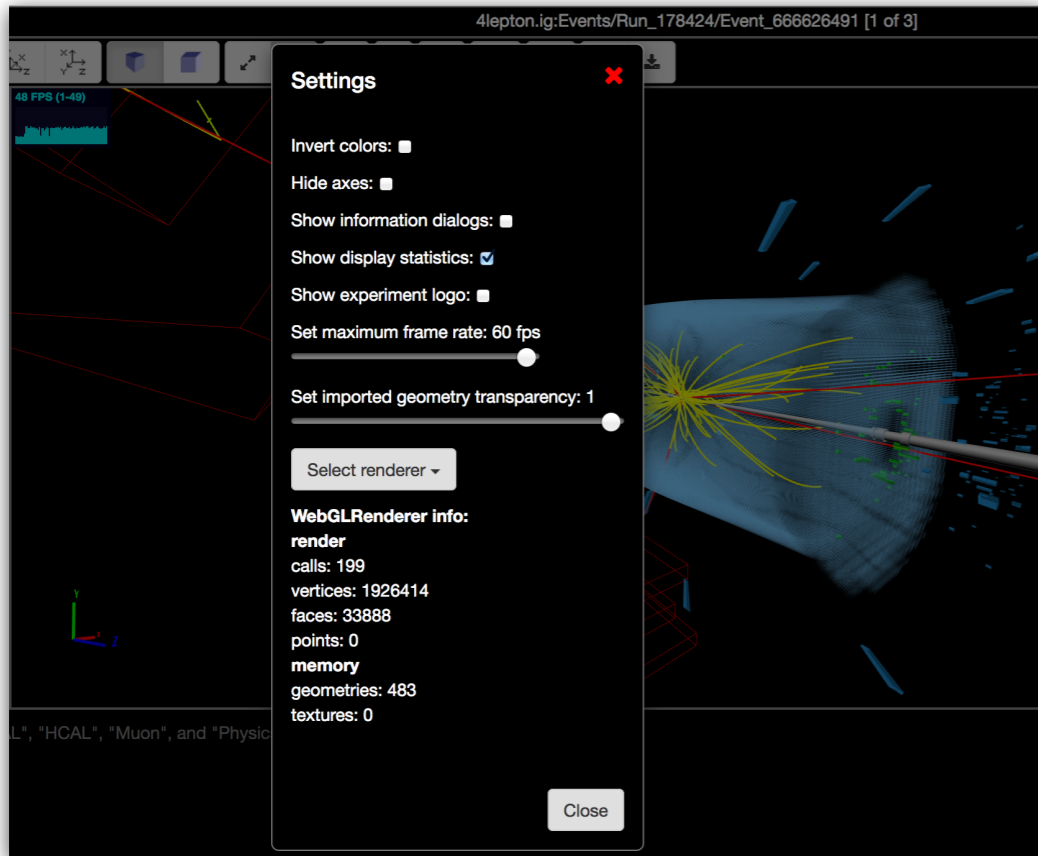 4lepton.ig:Events/Run_178424/Event_666626491 [1 of 3]
48 FPS (1-49)
Settings
Invert colors:
Hide axes:
Show information dialogs:
Show display statistics:
Show experiment logo:
Set maximum frame rate: 60 fps
Set imported geometry transparency: 1
Select renderer
WebGLRenderer info:
render
calls: 199
vertices: 1926414
faces: 33888
points: 0
memory
geometries: 483
textures: 0
Y
Z
"HCAL", "Muon", and "Physic
Close